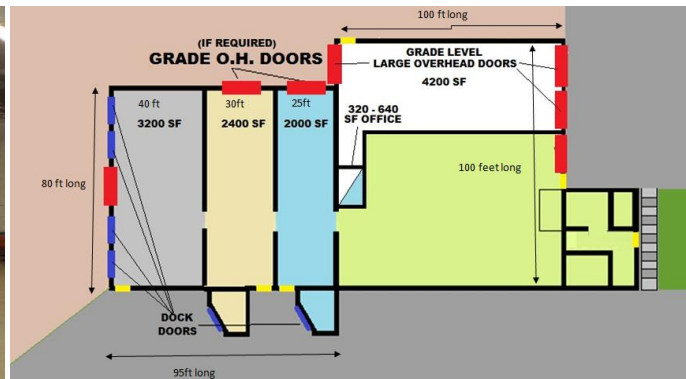 100 ft long
(IF REQUIRED)
GRADE O.H. DOORS
GRADE LEVEL
LARGE OVERHEAD DOORS
4200 SF
40 ft
30ft
25ft
3200 SF
2400 SF
2000 SF
320 - 640
SF OFFICE
80 ft long
100 feet long
DOCK
DOORS
95ft long